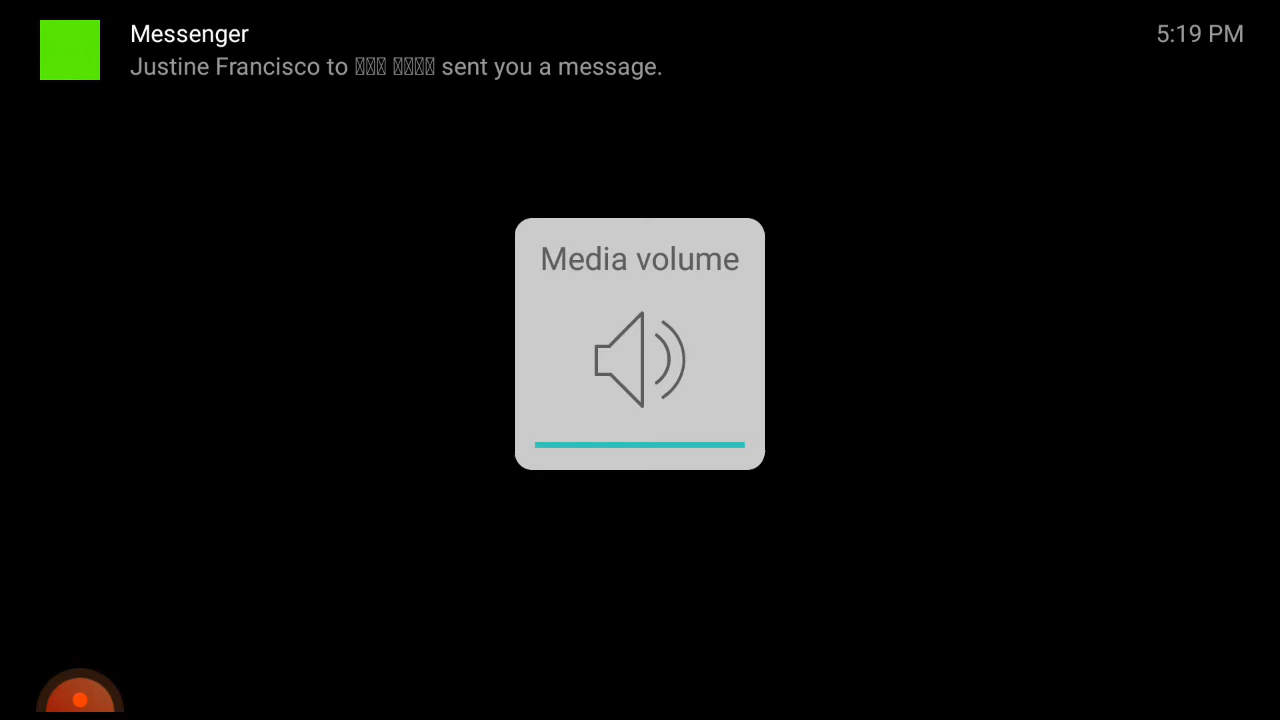 Messenger
5:19 PM
Justine Francisco to sent you a message.
Media volume